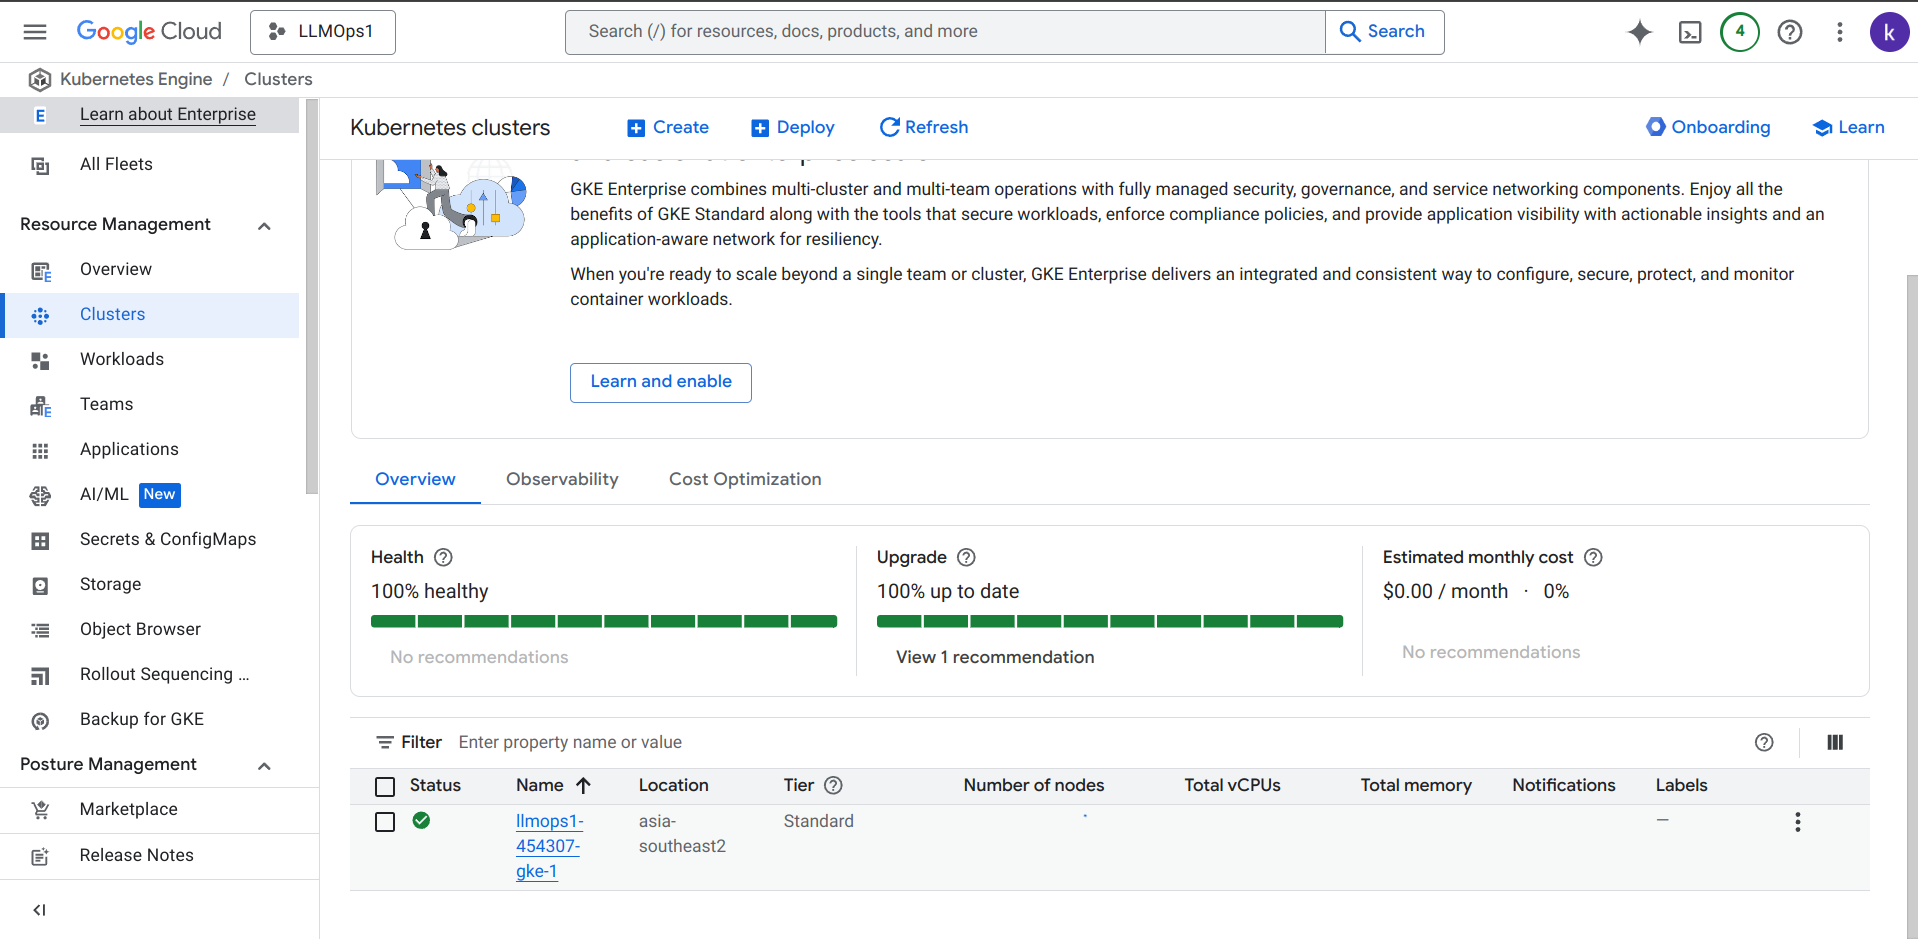 Google Cloud
LLMOps1
Search (/) for resources, docs, products, and more
Search
4
k
Kubernetes Engine / Clusters
E Learn about Enterprise
All Fleets
Resource Management
Overview
Clusters
Workloads
Teams
Applications
AI/ML New
Secrets & ConfigMaps
Storage
Object Browser
Rollout Sequencing ...
Backup for GKE
Posture Management
Marketplace
Release Notes
Kubernetes clusters
Create
Deploy
Refresh
Onboarding
Learn
GKE Enterprise combines multi-cluster and multi-team operations with fully managed security, governance, and service networking components. Enjoy all the
benefits of GKE Standard along with the tools that secure workloads, enforce compliance policies, and provide application visibility with actionable insights and an
application-aware network for resiliency.
When you're ready to scale beyond a single team or cluster, GKE Enterprise delivers an integrated and consistent way to configure, secure, protect, and monitor
container workloads.
Learn and enable
Overview
Observability
Cost Optimization
Health
100% healthy
No recommendations
Upgrade
100% up to date
View 1 recommendation
Estimated monthly cost
$0.00 / month · 0%
No recommendations
Filter Enter property name or value
Status Name Location Tier Number of nodes Total vCPUs Total memory Notifications Labels
llmops1-
454307-
gke-1
asia-
southeast2
Standard
—